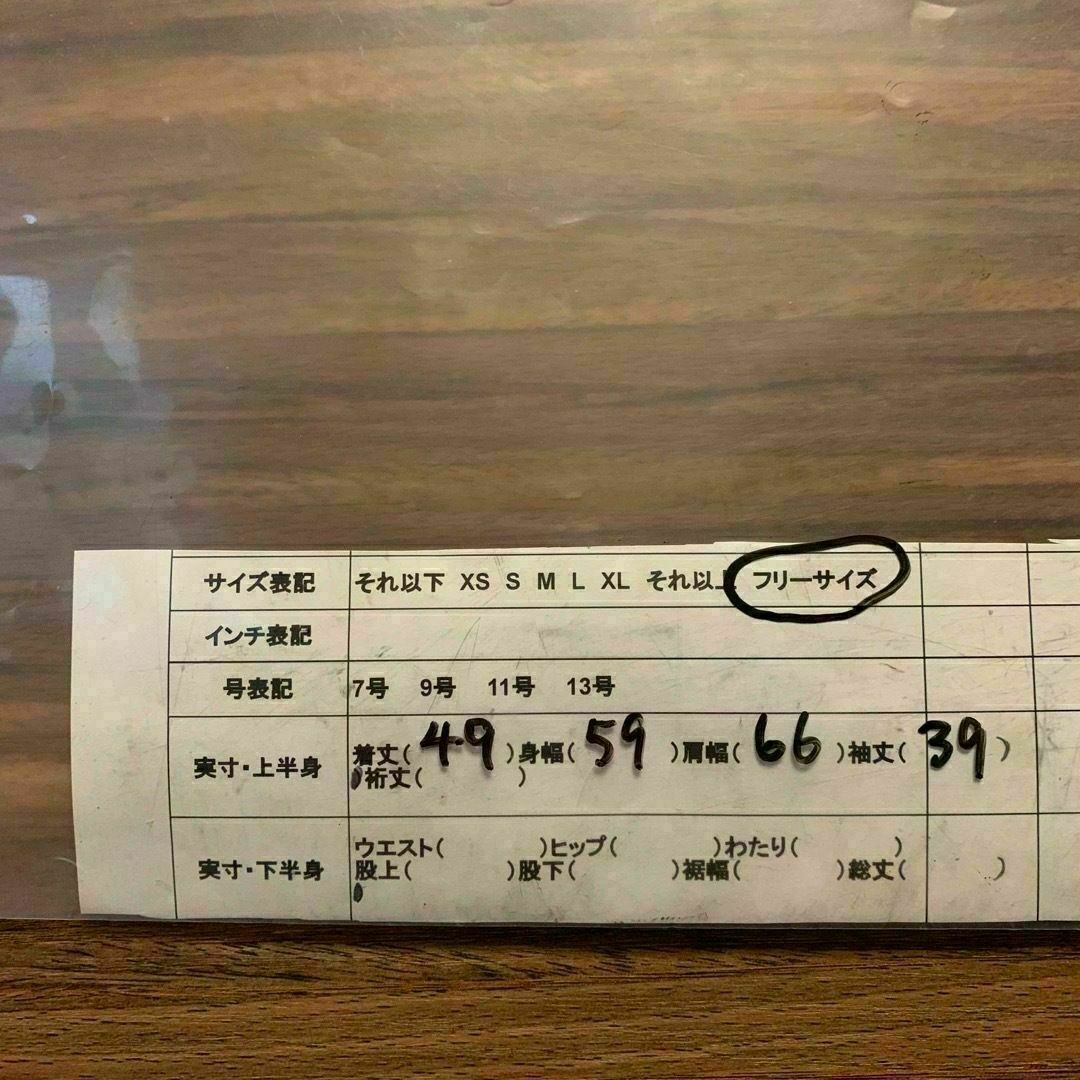 サイズ表記 それ以下 XS S M L XL それ以上 フリーサイズ
インチ表記
号表記 7号 9号 11号 13号
実寸・上半身 着丈( 49 )身幅( 59 )肩幅( 66 )袖丈( 39 )
裄丈( )
実寸・下半身 ウエスト( )ヒップ( )わたり( )
股上( )股下( )裾幅( )総丈( )